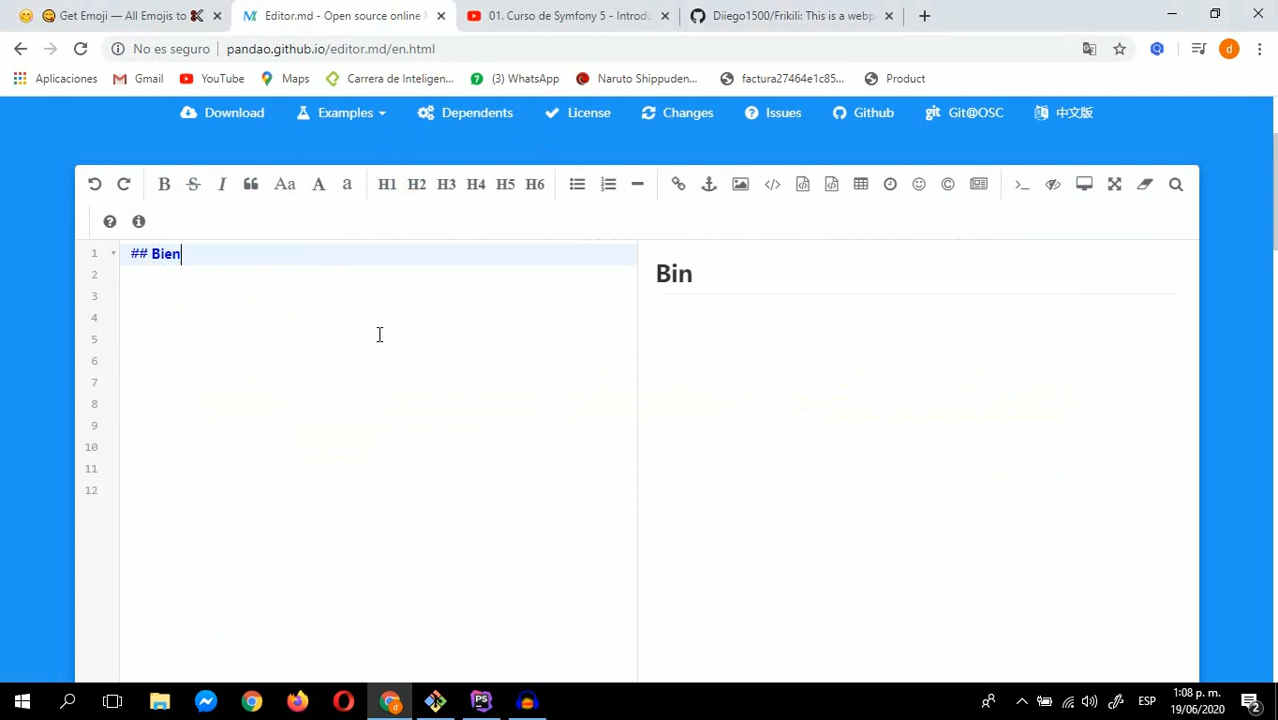 Get Emoji — All Emojis to
Editor.md - Open source online M
01. Curso de Symfony 5 - Introdu
Diiego1500/Frikili: This is a webp
No es seguro
pandao.github.io/editor.md/en.html
d
Aplicaciones
Gmail
YouTube
Maps
Carrera de Inteligen...
(3) WhatsApp
Naruto Shippuden...
factura27464e1c85...
Product
Download
Examples
Dependents
License
Changes
Issues
Github
Git@OSC
中文版
B S I Aa A a H1 H2 H3 H4 H5 H6
1 ## Bien
2
3
4
5
6
7
8
9
10
11
12
Bin
ESP
1:08 p. m.
19/06/2020
2